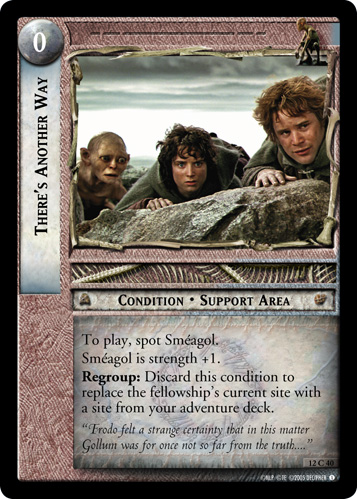 0
THERE'S ANOTHER WAY
CONDITION • SUPPORT AREA
To play, spot Sméagol.
Sméagol is strength +1.
Regroup: Discard this condition to
replace the fellowship's current site with
a site from your adventure deck.
"Frodo felt a strange certainty that in this matter
Gollum was for once not so far from the truth...."
12 C 40